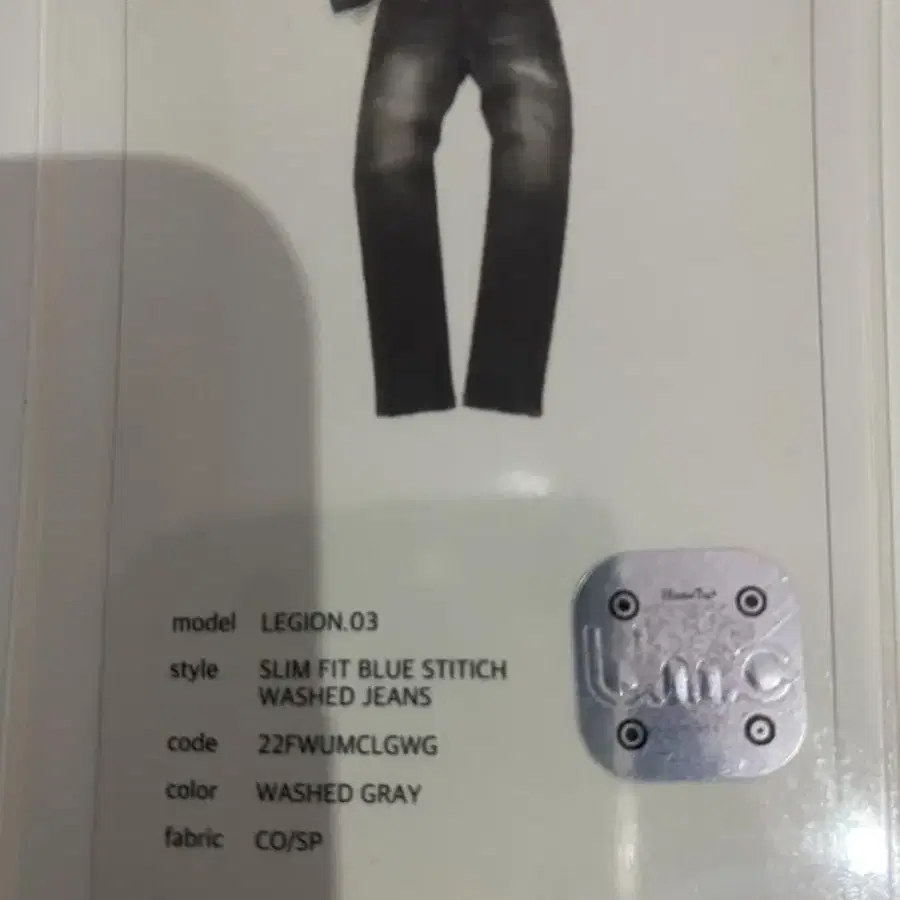 model LEGION.03
style SLIM FIT BLUE STITICH
WASHED JEANS
code 22FWUMCLGWG
color WASHED GRAY
fabric CO/SP